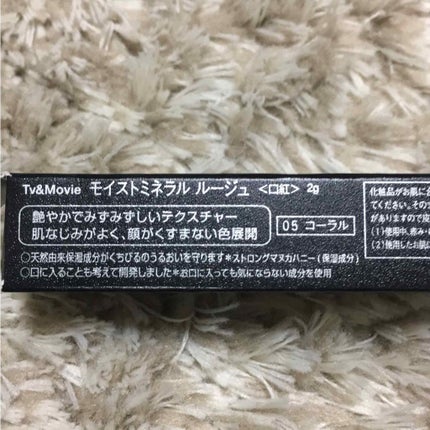 Tv&Movie モイストミネラル ルージュ <口紅> 2g
艶やかでみずみずしいテクスチャー
肌なじみがよく、顔がくすまない色展開
05 コーラル
○天然由来保湿成分がくちびるのうるおいを守ります*ストロングマヌカハニー(保湿成分)
○口に入ることも考えて開発しました*お口に入っても気にならない成分を使用
化粧品がお肌に合
てください。その
がありますので皮
(1)使用中、赤み・
(2)使用したお肌に